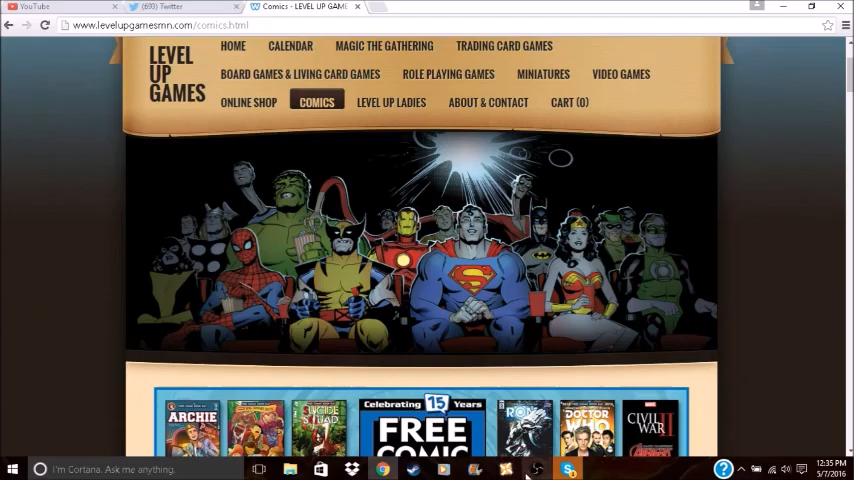 YouTube
(693) Twitter
Comics - LEVEL UP GAME
www.levelupgamesmn.com/comics.html
LEVEL
UP
GAMES
HOME CALENDAR MAGIC THE GATHERING TRADING CARD GAMES
BOARD GAMES & LIVING CARD GAMES ROLE PLAYING GAMES MINIATURES VIDEO GAMES
ONLINE SHOP COMICS LEVEL UP LADIES ABOUT & CONTACT CART (0)
Celebrating 15 Years
FREE
COMIC
ARCHIE
SUICIDE
SQUAD
DOCTOR
WHO
MARVEL
CIVIL
WAR II
I'm Cortana. Ask me anything.
12:35 PM
5/7/2016